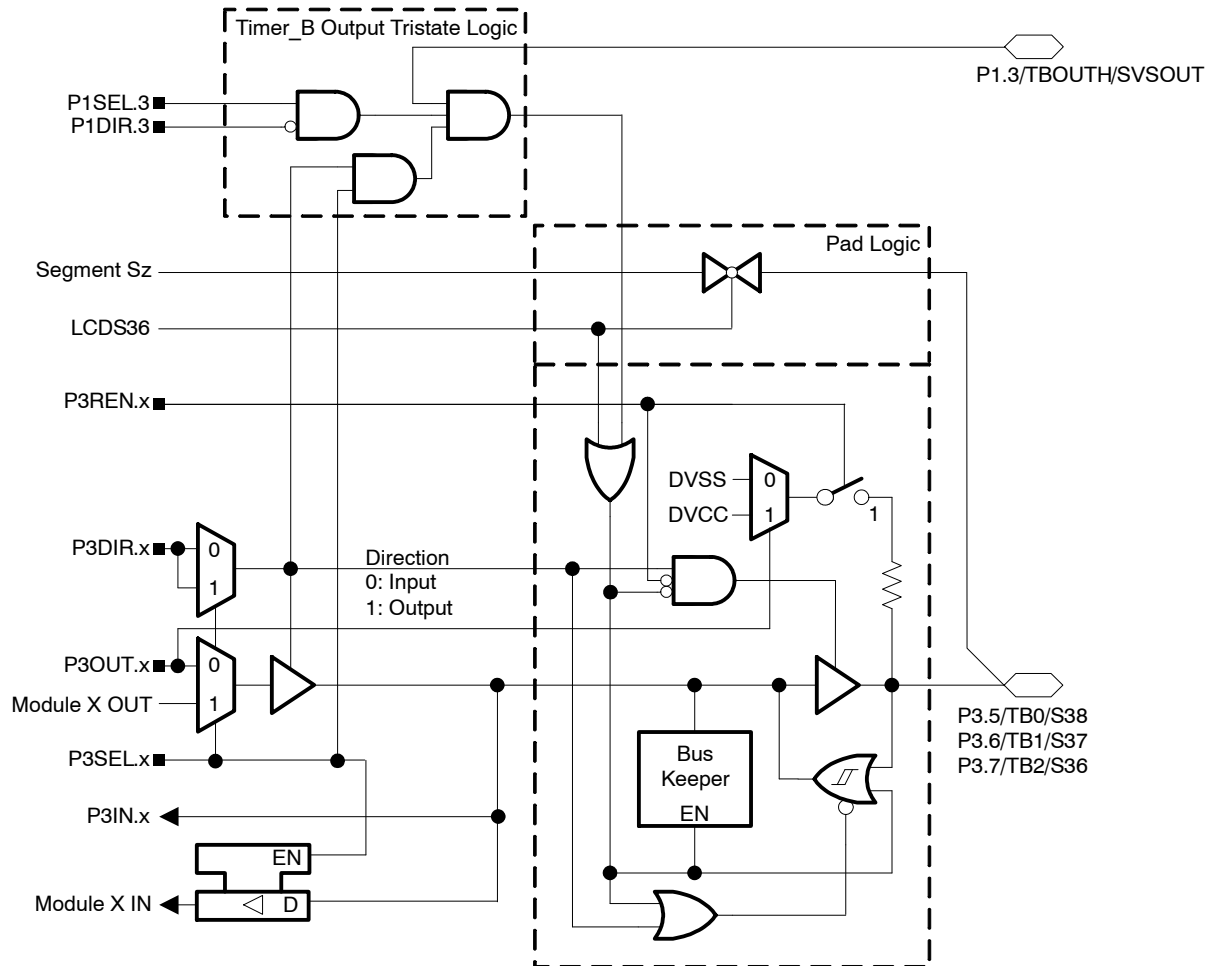 Timer_B Output Tristate Logic
P1.3/TBOUTH/SVSOUT
P1SEL.3
P1DIR.3
Pad Logic
Segment Sz
LCDS36
P3REN.x
DVSS
0
DVCC
1
1
P3DIR.x
0
1
Direction
0: Input
1: Output
P3OUT.x
0
Module X OUT
1
P3.5/TB0/S38
P3.6/TB1/S37
P3.7/TB2/S36
P3SEL.x
Bus
Keeper
EN
P3IN.x
EN
Module X IN
D